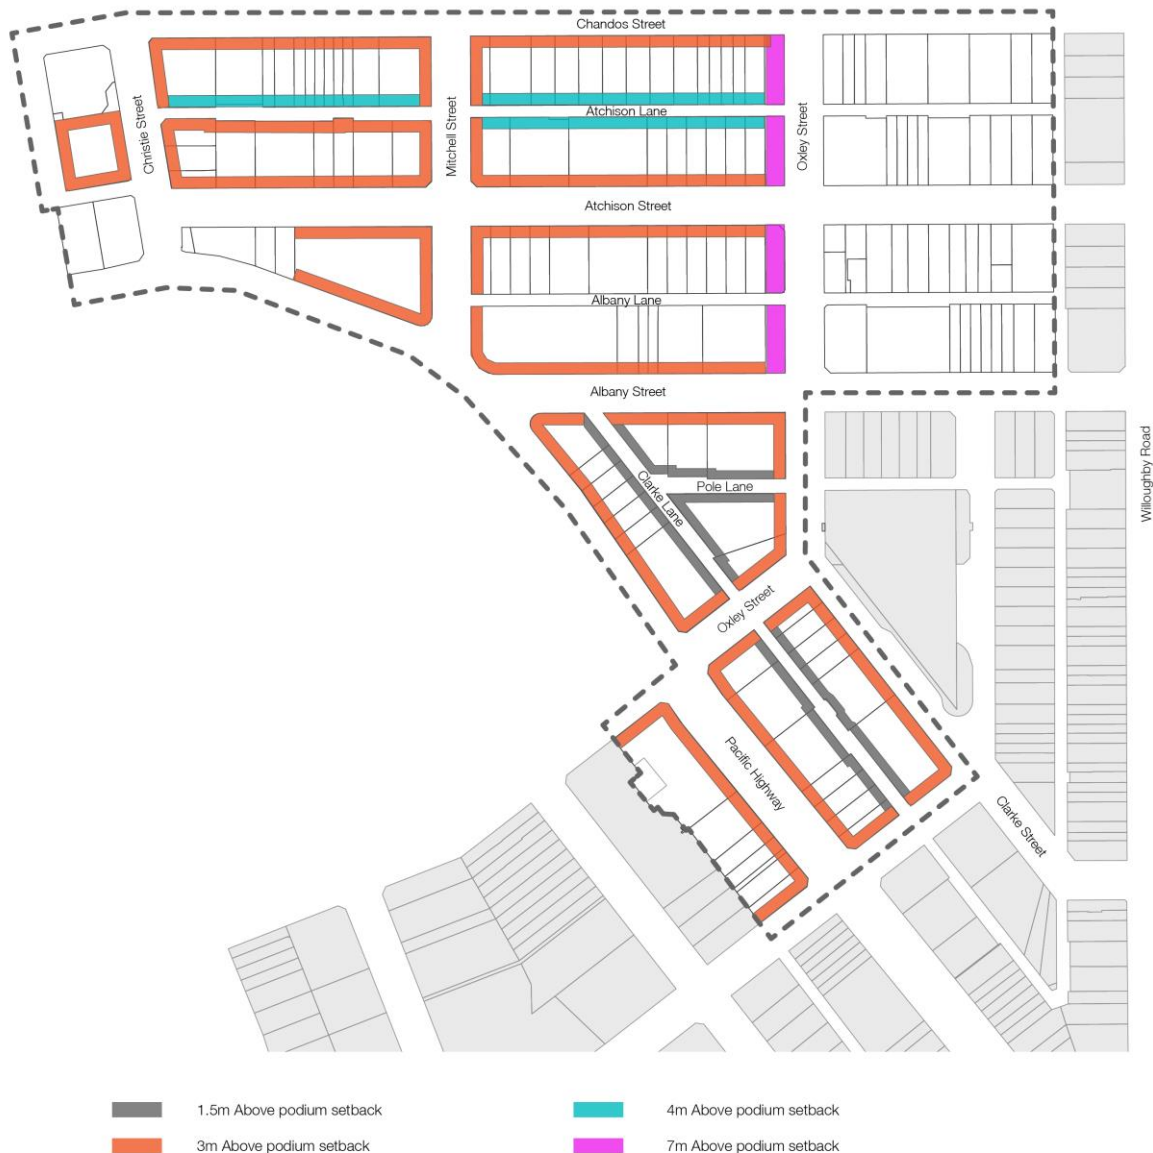 Chandos Street
Christie Street
Mitchell Street
Atchison Lane
Oxley Street
Atchison Street
Albany Lane
Albany Street
Willoughby Road
Clarke Lane
Pole Lane
Oxley Street
Pacific Highway
Clarke Street
1.5m Above podium setback
4m Above podium setback
3m Above podium setback
7m Above podium setback